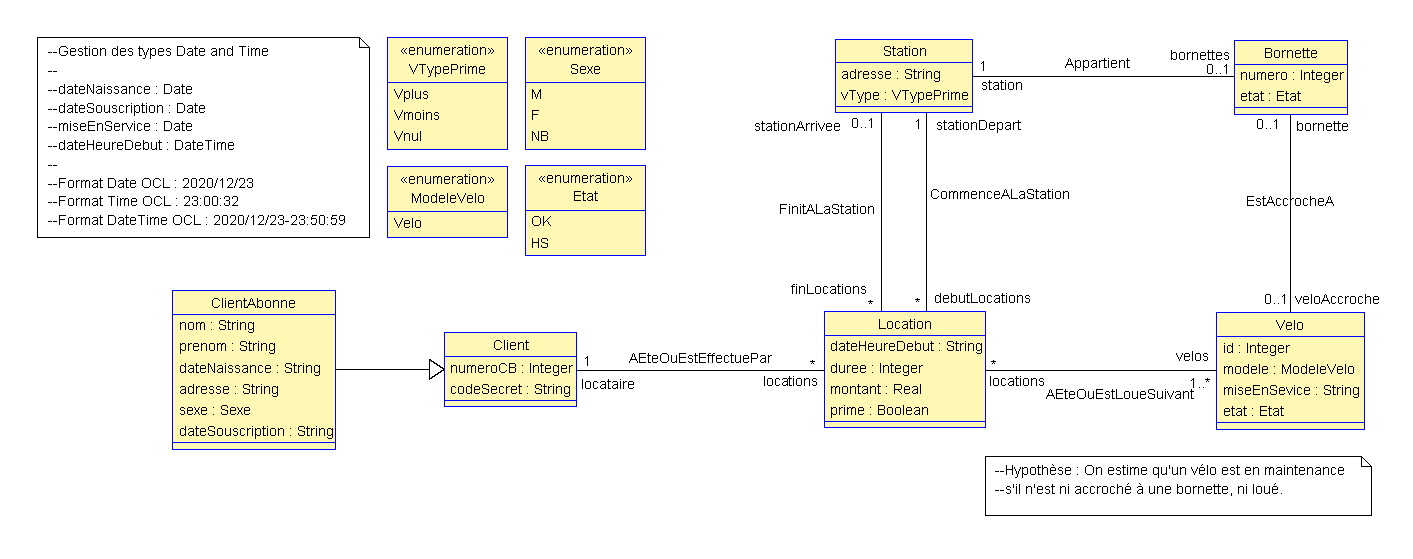 --Gestion des types Date and Time
--
--dateNaissance : Date
--dateSouscription : Date
--miseEnService : Date
--dateHeureDebut : DateTime
--
--Format Date OCL : 2020/12/23
--Format Time OCL : 23:00:32
--Format DateTime OCL : 2020/12/23-23:50:59
«enumeration»
VTypePrime
Vplus
Vmoins
Vnul
«enumeration»
Sexe
M
F
NB
«enumeration»
ModeleVelo
Velo
«enumeration»
Etat
OK
HS
Station
adresse : String
vType : VTypePrime
1
station
Appartient
bornettes
0..1
Bornette
numero : Integer
etat : Etat
stationArrivee
0..1
1
stationDepart
0..1
bornette
FinitALaStation
CommenceALaStation
EstAccrocheA
finLocations
*
*
debutLocations
0..1
veloAccroche
ClientAbonne
nom : String
prenom : String
dateNaissance : String
adresse : String
sexe : Sexe
dateSouscription : String
Client
numeroCB : Integer
codeSecret : String
1
locataire
AEteOuEstEffectuePar
*
locations
Location
dateHeureDebut : String
duree : Integer
montant : Real
prime : Boolean
*
locations
AEteOuEstLoueSuivant
velos
1..*
Velo
id : Integer
modele : ModeleVelo
miseEnSevice : String
etat : Etat
--Hypothèse : On estime qu'un vélo est en maintenance
--s'il n'est ni accroché à une bornette, ni loué.